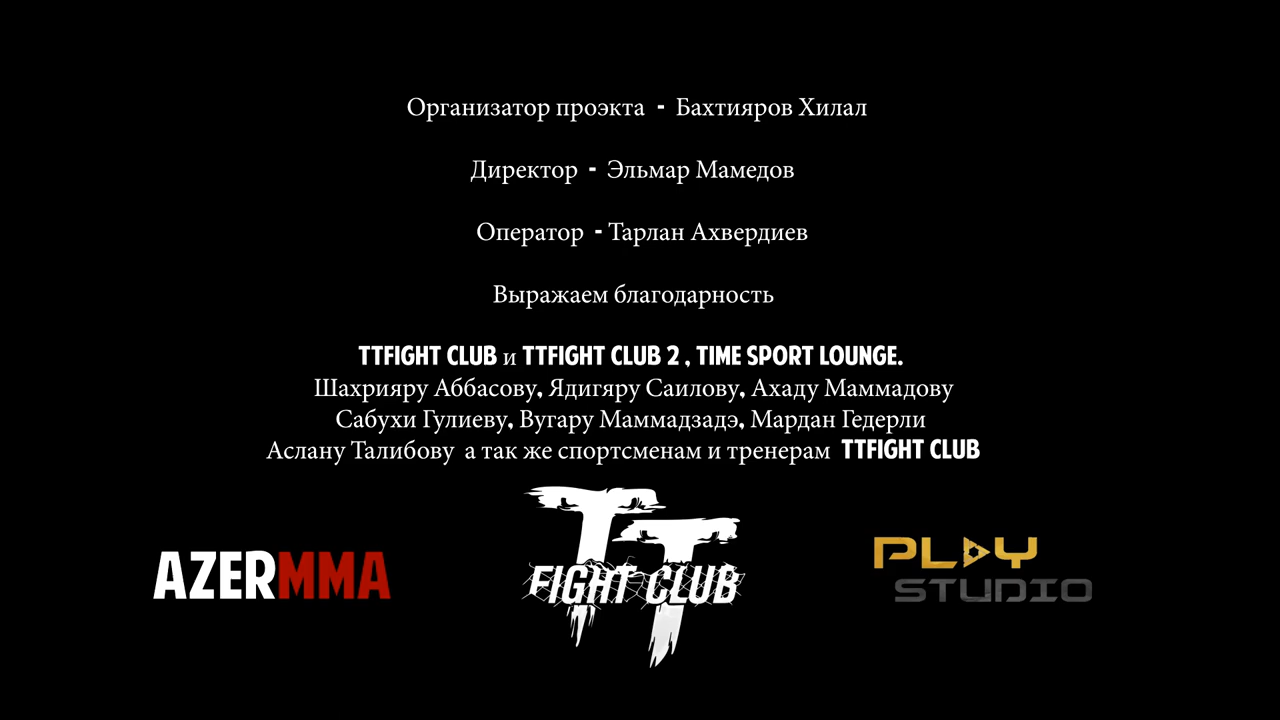 Организатор проэкта - Бахтияров Хилал
Директор - Эльмар Мамедов
Оператор - Тарлан Ахвердиев
Выражаем благодарность
TTFIGHT CLUB и TTFIGHT CLUB 2 , TIME SPORT LOUNGE.
Шахрияру Аббасову, Ядигяру Саилову, Ахаду Маммадову
Сабухи Гулиеву, Вугару Маммадзадэ, Мардан Гедерли
Аслану Талибову а так же спортсменам и тренерам TTFIGHT CLUB
AZERMMA
TT
FIGHT CLUB
PLAY
STUDIO